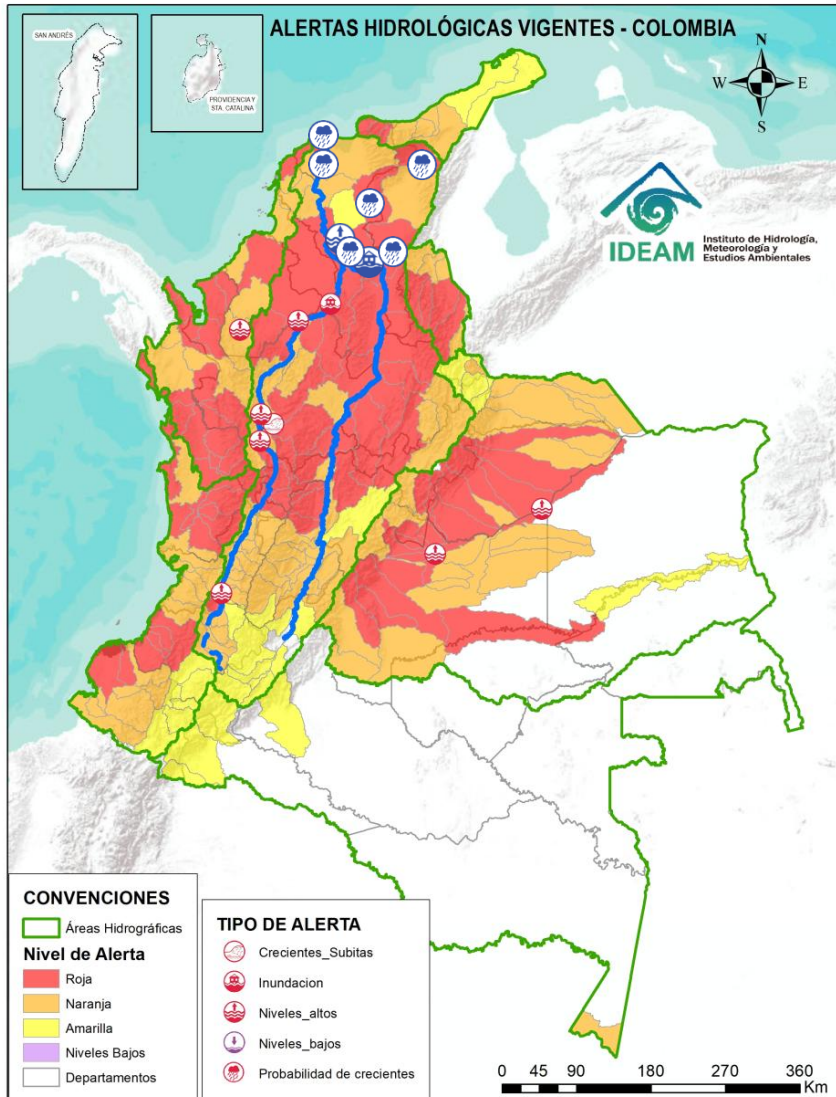 ALERTAS HIDROLÓGICAS VIGENTES - COLOMBIA
SAN ANDRÉS
PROVIDENCIA Y
STA. CATALINA
N
W
E
S
IDEAM
Instituto de Hidrología,
Meteorología y
Estudios Ambientales
CONVENCIONES
Áreas Hidrográficas
Nivel de Alerta
Roja
Naranja
Amarilla
Niveles Bajos
Departamentos
TIPO DE ALERTA
Crecientes_Subitas
Inundacion
Niveles_altos
Niveles_bajos
Probabilidad de crecientes
0 45 90 180 270 360
Km